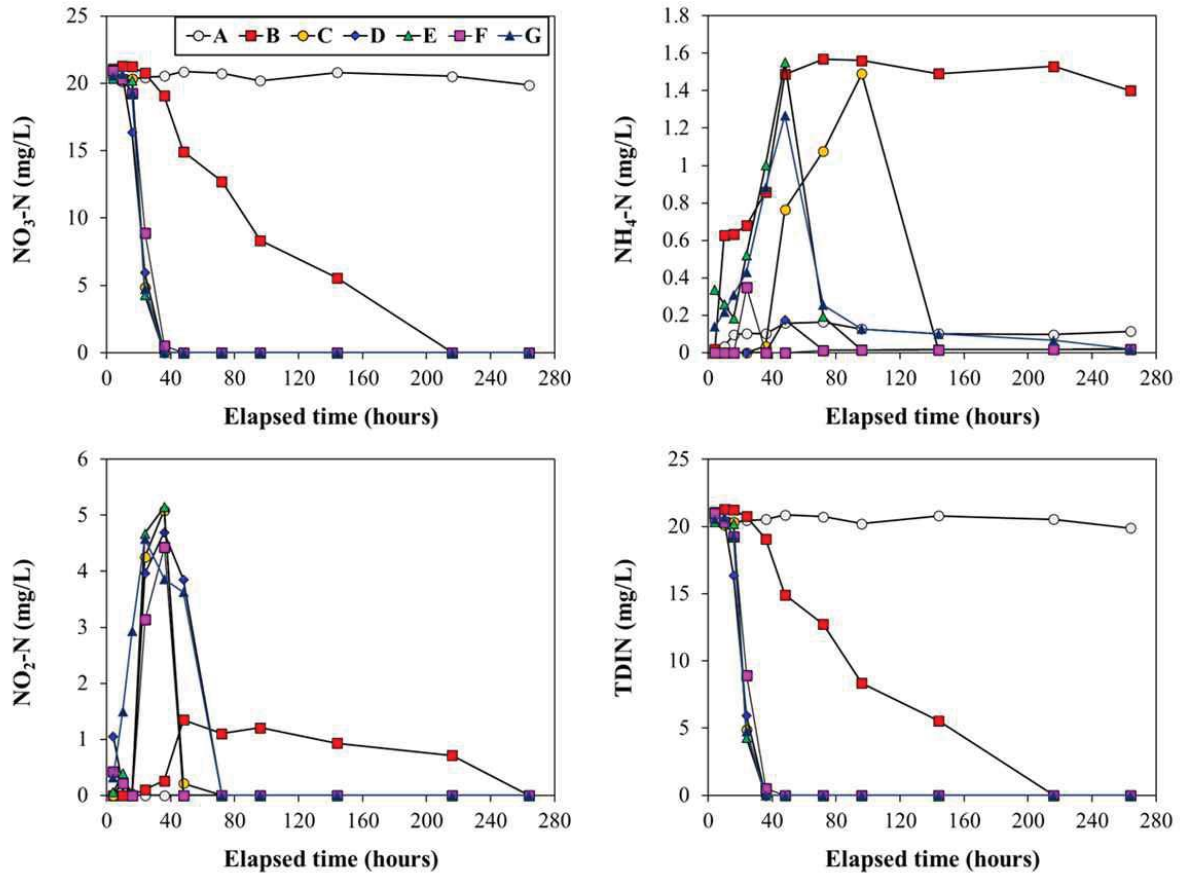 25
20
15
10
5
0
NO3-N (mg/L)
A B C D E F G
0 40 80 120 160 200 240 280
Elapsed time (hours)
1.8
1.6
1.4
1.2
1
0.8
0.6
0.4
0.2
0
NH4-N (mg/L)
0 40 80 120 160 200 240 280
Elapsed time (hours)
6
5
4
3
2
1
0
NO2-N (mg/L)
0 40 80 120 160 200 240 280
Elapsed time (hours)
25
20
15
10
5
0
TDIN (mg/L)
0 40 80 120 160 200 240 280
Elapsed time (hours)